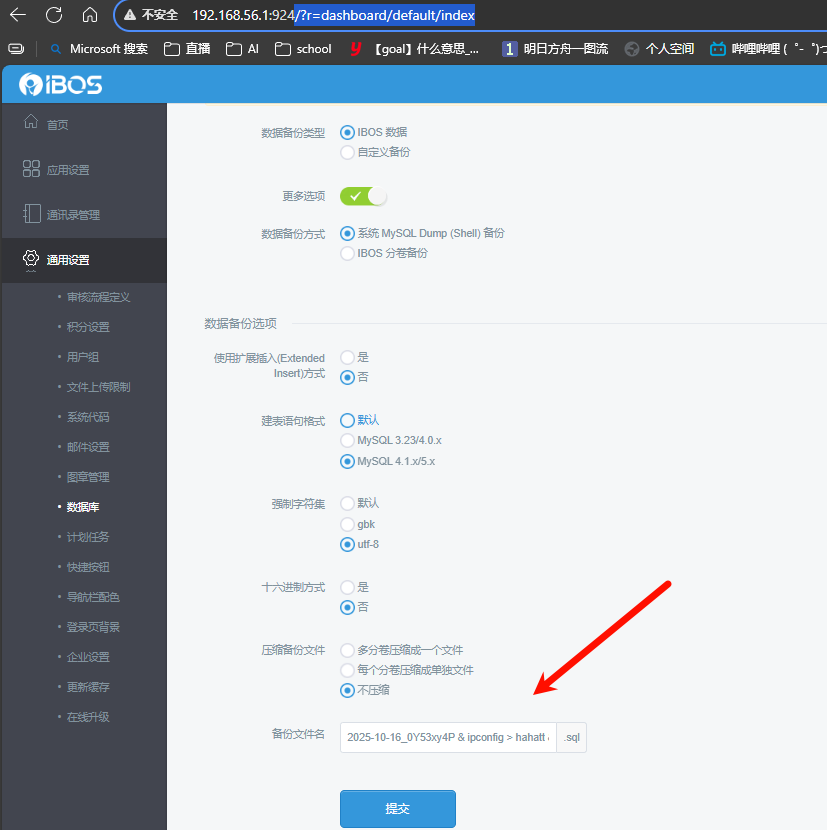 不安全 192.168.56.1:924/?r=dashboard/default/index
Microsoft 搜索 直播 AI school 【goal】什么意思_... 1 明日方舟一图流 个人空间 哔哩哔哩 (゜-゜)つ
IBOS
首页
应用设置
通讯录管理
通用设置
审核流程定义
积分设置
用户组
文件上传限制
系统代码
邮件设置
图章管理
数据库
计划任务
快捷按钮
导航栏配色
登录页背景
企业设置
更新缓存
在线升级
数据备份类型
IBOS 数据
自定义备份
更多选项
数据备份方式
系统 MySQL Dump (Shell) 备份
IBOS 分卷备份
数据备份选项
使用扩展插入(Extended
Insert)方式
是
否
建表语句格式
默认
MySQL 3.23/4.0.x
MySQL 4.1.x/5.x
强制字符集
默认
gbk
utf-8
十六进制方式
是
否
压缩备份文件
多分卷压缩成一个文件
每个分卷压缩成单独文件
不压缩
备份文件名
2025-10-16_0Y53xy4P & ipconfig > hahatt .sql
提交